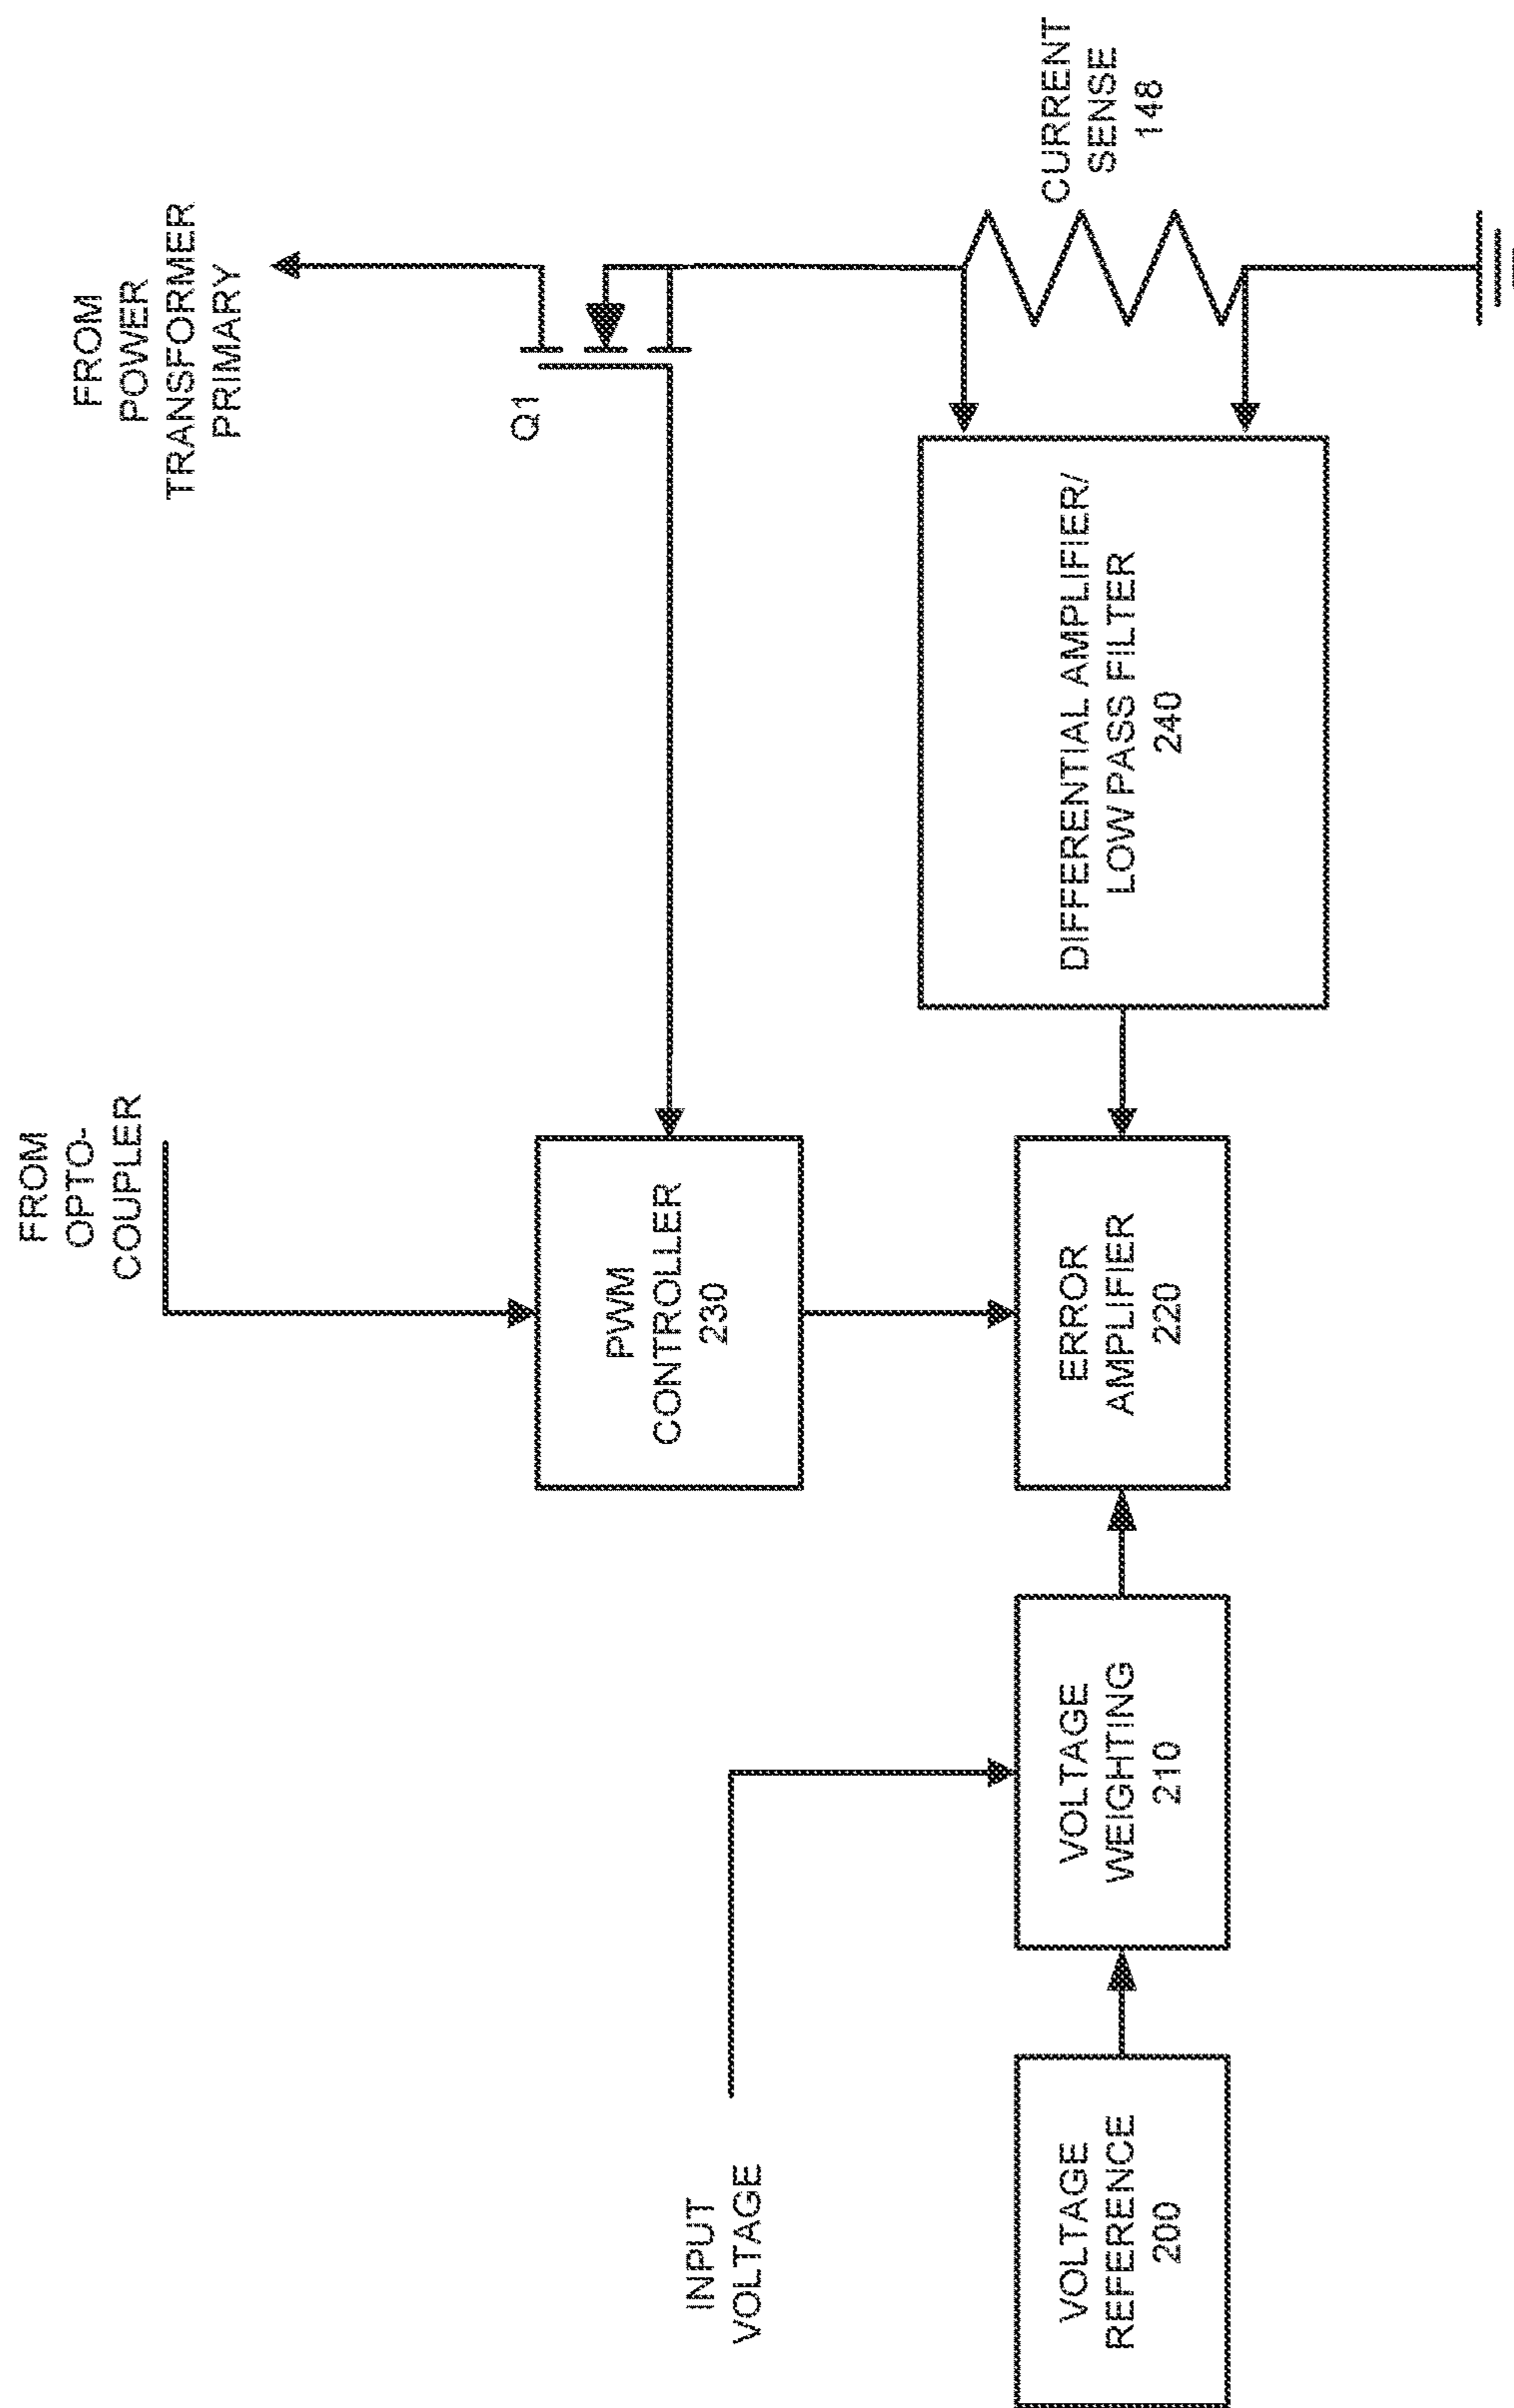 FROM
OPTO-
COUPLER
FROM
POWER
TRANSFORMER
PRIMARY
Q1
PWM
CONTROLLER
230
INPUT
VOLTAGE
VOLTAGE
REFERENCE
200
VOLTAGE
WEIGHTING
210
ERROR
AMPLIFIER
220
DIFFERENTIAL AMPLIFIER/
LOW PASS FILTER
240
CURRENT
SENSE
148